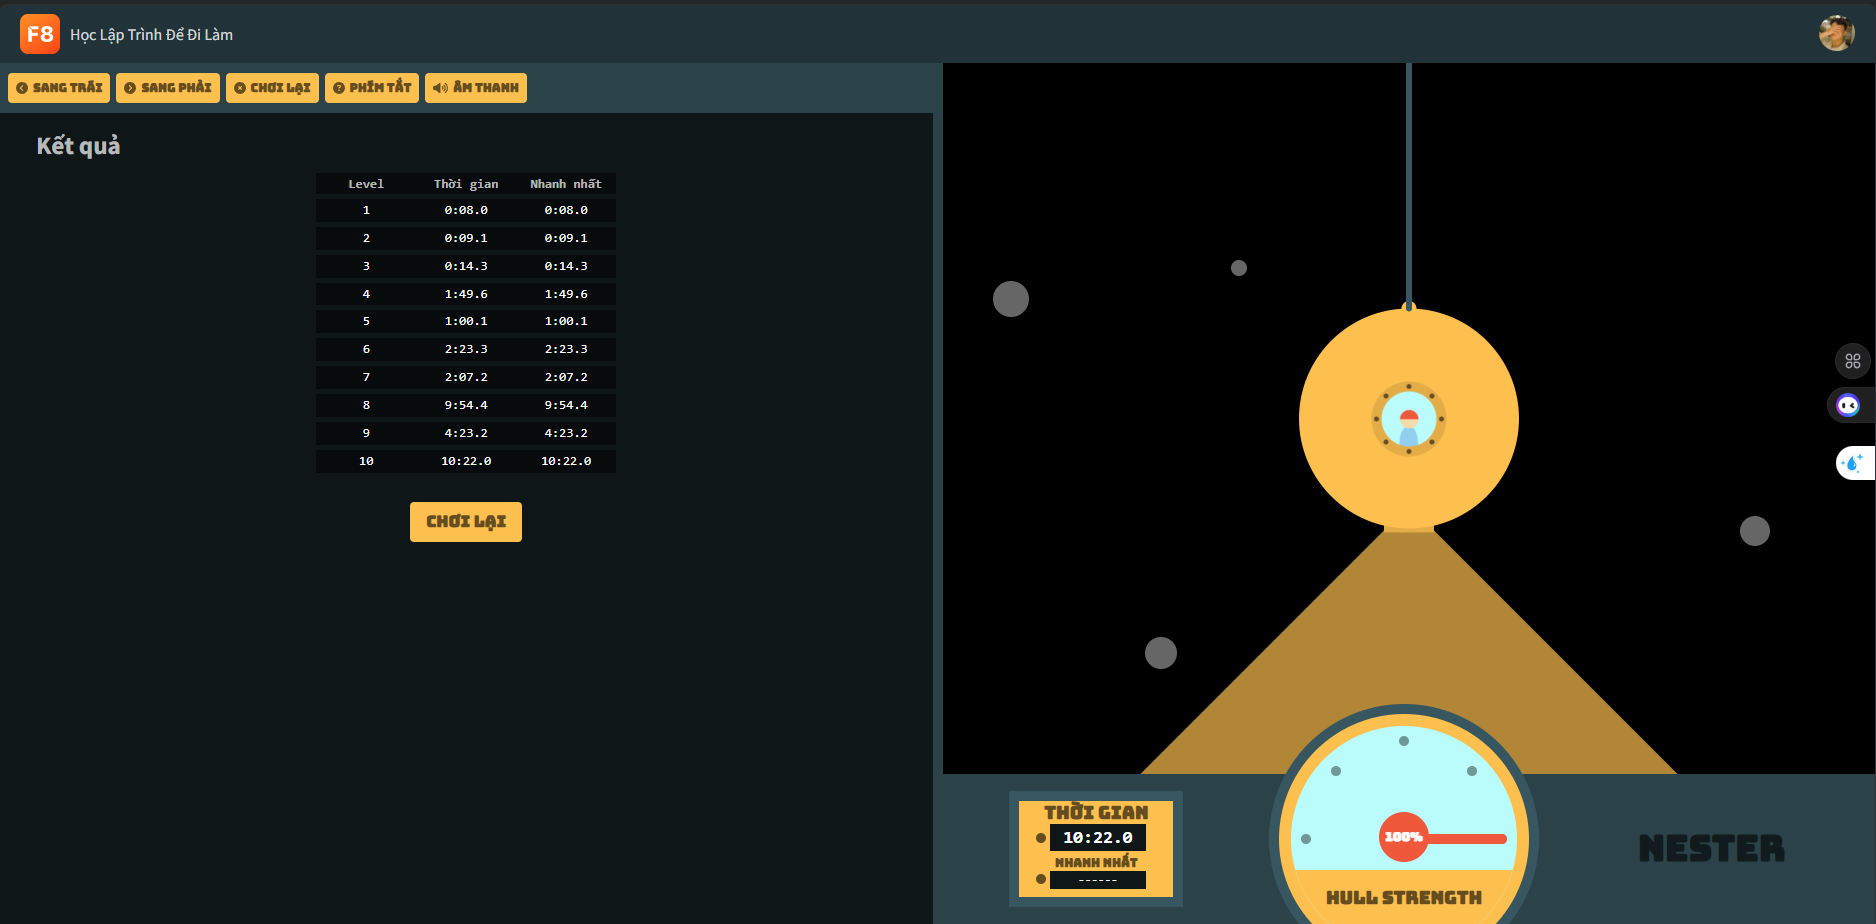 F8 Học Lập Trình Để Đi Làm
SANG TRÁI SANG PHẢI CHƠI LẠI PHÍM TẮT ÂM THANH
Kết quả
Level Thời gian Nhanh nhất
1 0:08.0 0:08.0
2 0:09.1 0:09.1
3 0:14.3 0:14.3
4 1:49.6 1:49.6
5 1:00.1 1:00.1
6 2:23.3 2:23.3
7 2:07.2 2:07.2
8 9:54.4 9:54.4
9 4:23.2 4:23.2
10 10:22.0 10:22.0
CHƠI LẠI
THỜI GIAN
10:22.0
NHANH NHẤT
------
100%
HULL STRENGTH
NESTER